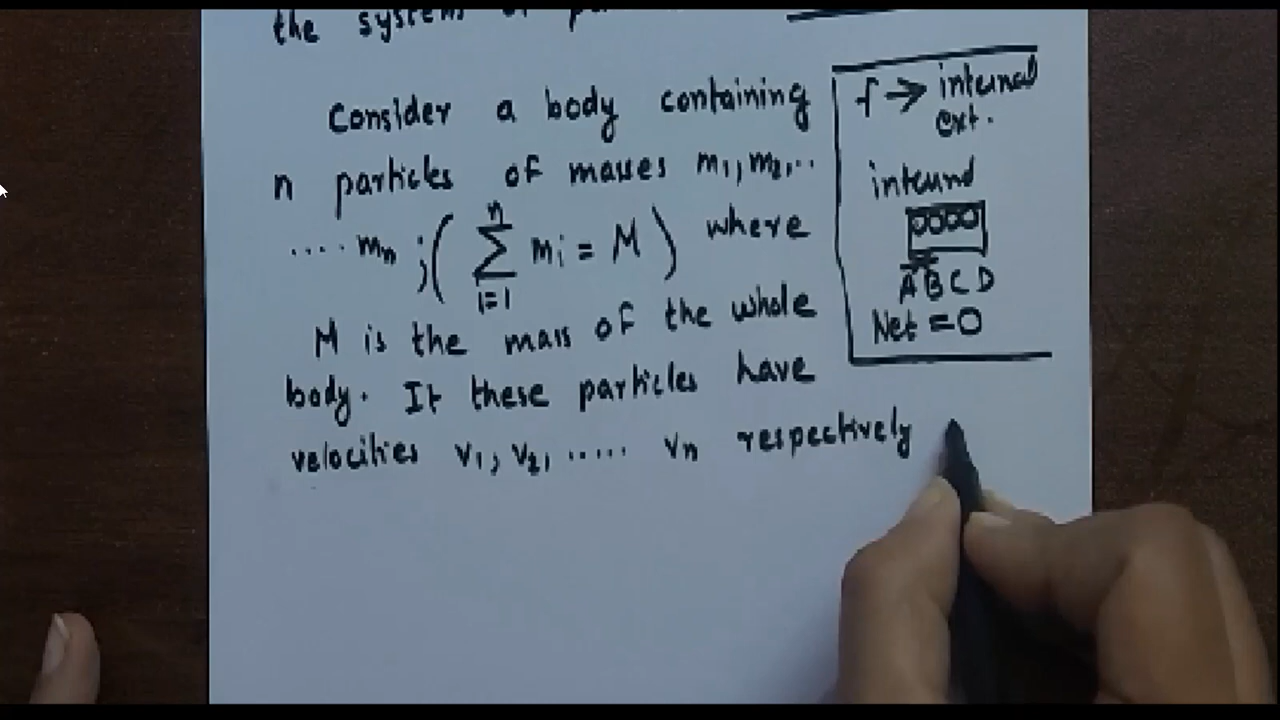 the system of
Consider a body containing
n particles of masses m1, m2, ..
.... mn ; ( n∑i=1 mi = M ) where
M is the mass of the whole
body. If these particles have
velocities v1, v2, ..... vn respectively
f → internal
ext.
internal
A B C D
Net = 0